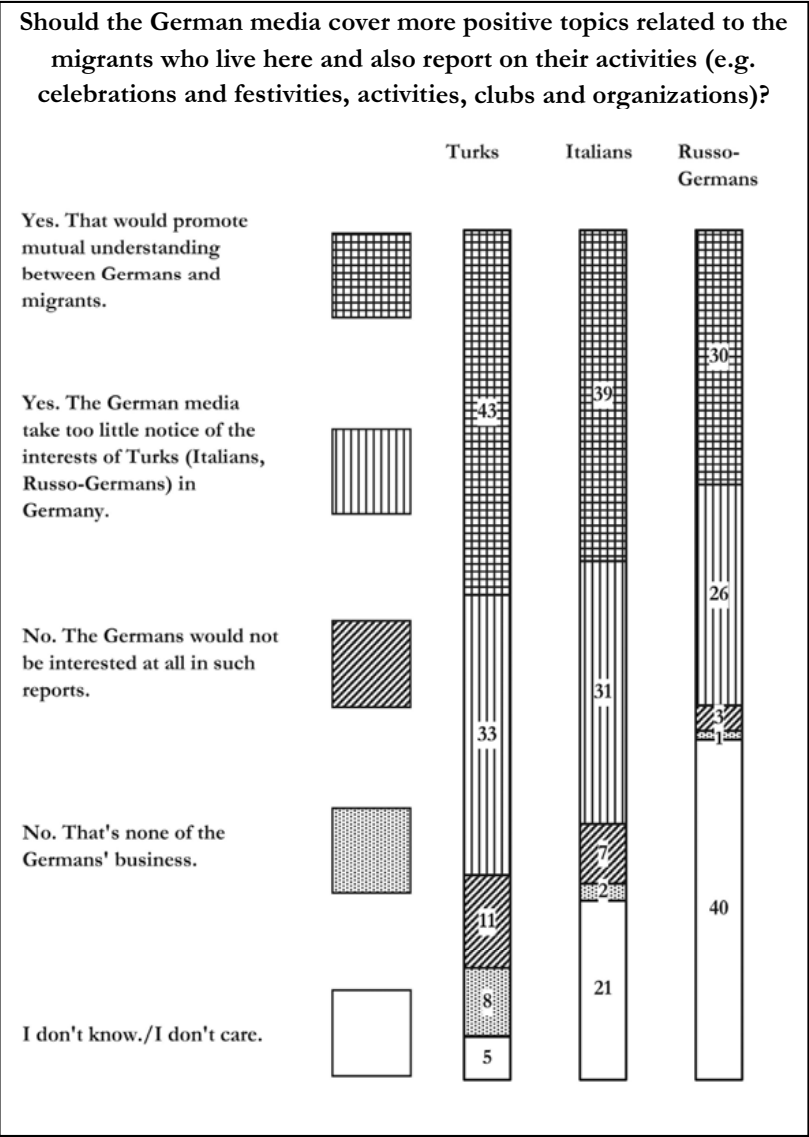 Should the German media cover more positive topics related to the
migrants who live here and also report on their activities (e.g.
celebrations and festivities, activities, clubs and organizations)?
Turks
Italians
Russo-
Germans
Yes. That would promote
mutual understanding
between Germans and
migrants.
Yes. The German media
take too little notice of the
interests of Turks (Italians,
Russo-Germans) in
Germany.
No. The Germans would not
be interested at all in such
reports.
No. That's none of the
Germans' business.
I don't know./I don't care.
43
33
11
8
5
39
31
7
2
21
30
26
3
1
40